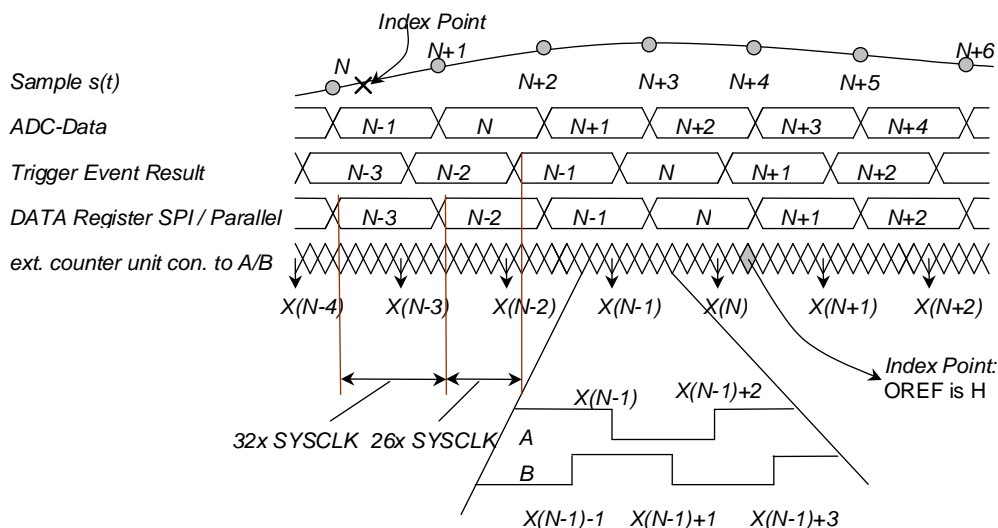 Index Point
N N+1 N+6
Sample s(t) N+2 N+3 N+4 N+5
ADC-Data N-1 N N+1 N+2 N+3 N+4
Trigger Event Result N-3 N-2 N-1 N N+1 N+2
DATA Register SPI / Parallel N-3 N-2 N-1 N N+1 N+2
ext. counter unit con. to A/B
X(N-4) X(N-3) X(N-2) X(N-1) X(N) X(N+1) X(N+2)
Index Point:
OREF is H
X(N-1) X(N-1)+2
32x SYSCLK 26x SYSCLK A
B
X(N-1)-1 X(N-1)+1 X(N-1)+3